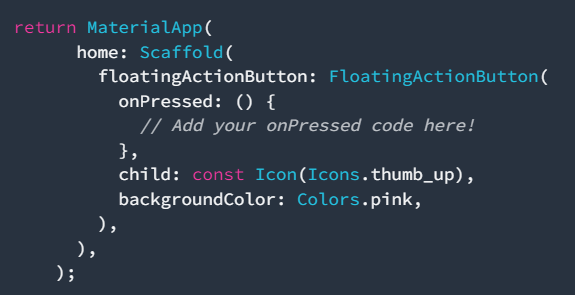 return MaterialApp(
      home: Scaffold(
        floatingActionButton: FloatingActionButton(
          onPressed: () {
            // Add your onPressed code here!
          },
          child: const Icon(Icons.thumb_up),
          backgroundColor: Colors.pink,
        ),
      ),
    );